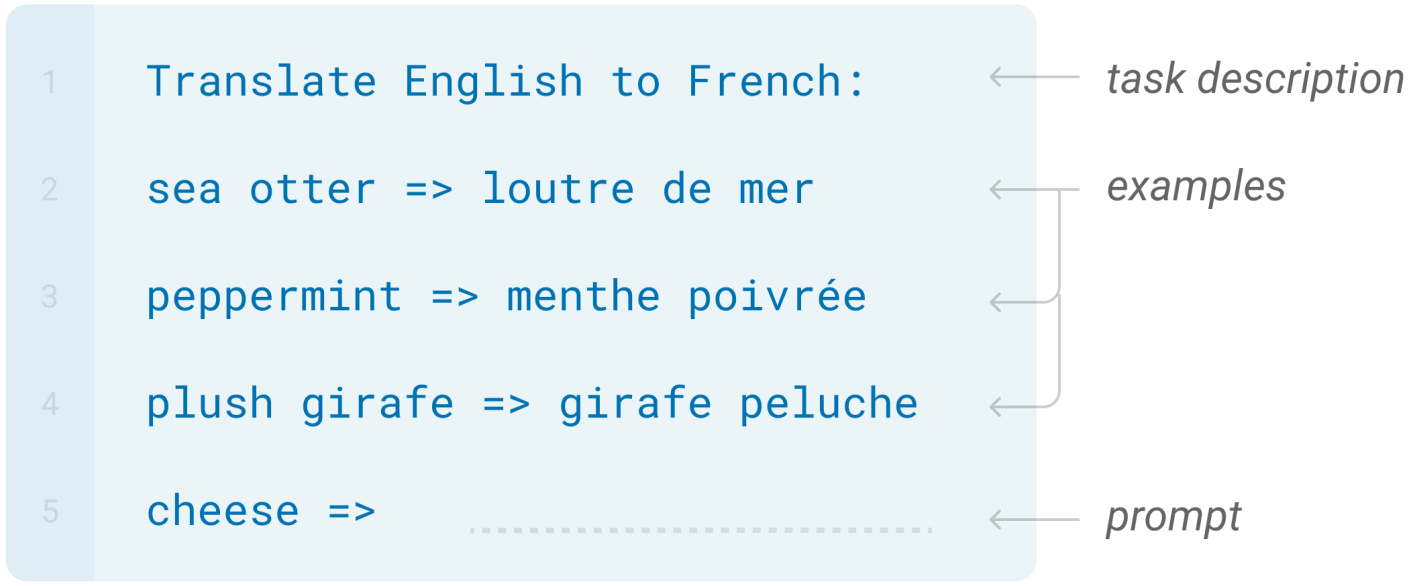 1 Translate English to French: task description
2 sea otter => loutre de mer examples
3 peppermint => menthe poivrée
4 plush girafe => girafe peluche
5 cheese => prompt